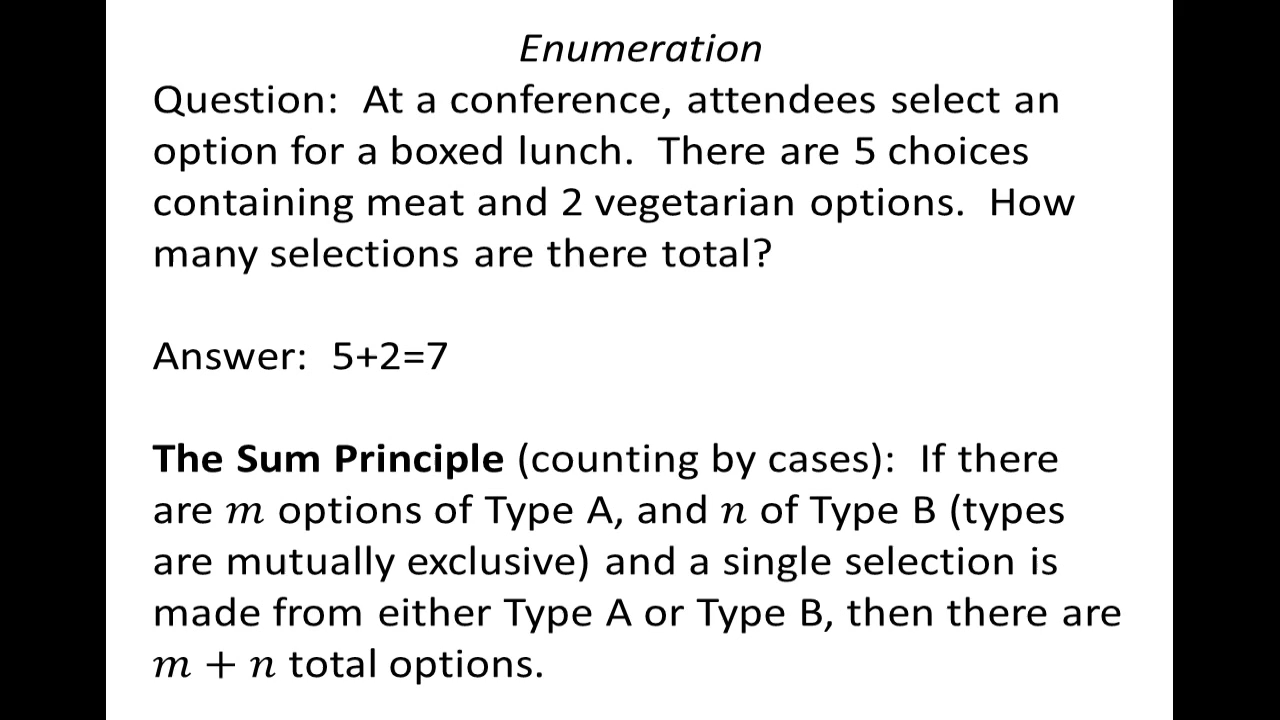 Enumeration
Question: At a conference, attendees select an
option for a boxed lunch. There are 5 choices
containing meat and 2 vegetarian options. How
many selections are there total?
Answer: 5+2=7
The Sum Principle (counting by cases): If there
are m options of Type A, and n of Type B (types
are mutually exclusive) and a single selection is
made from either Type A or Type B, then there are
m + n total options.